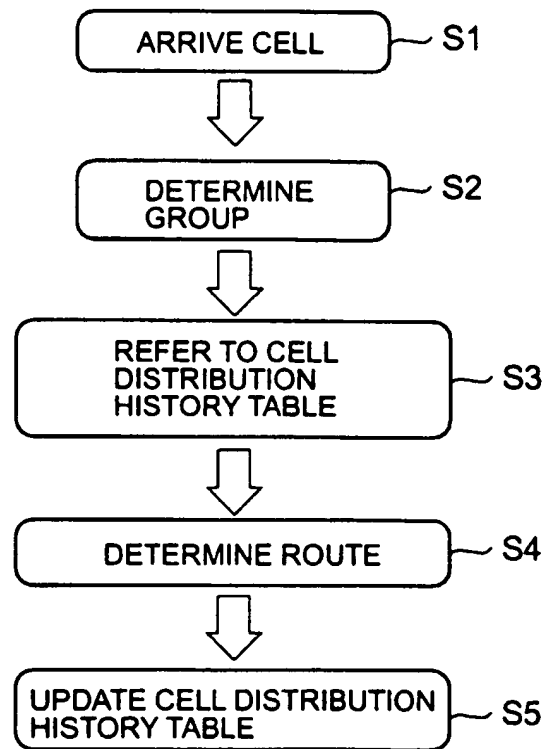 ARRIVE CELL
S1
DETERMINE
GROUP
S2
REFER TO CELL
DISTRIBUTION
HISTORY TABLE
S3
DETERMINE ROUTE
S4
UPDATE CELL DISTRIBUTION
HISTORY TABLE
S5